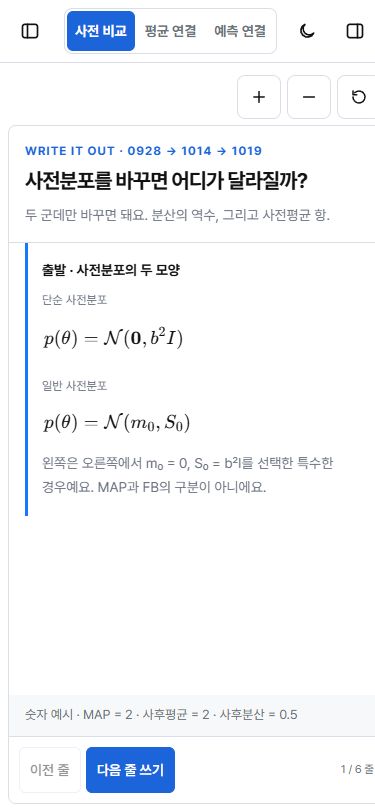 사전 비교 평균 연결 예측 연결
WRITE IT OUT · 0928 → 1014 → 1019
사전분포를 바꾸면 어디가 달라질까?
두 군데만 바꾸면 돼요. 분산의 역수, 그리고 사전평균 항.
출발 · 사전분포의 두 모양
단순 사전분포
p(θ) = 𝒩(𝟎, b²I)
일반 사전분포
p(θ) = 𝒩(m₀, S₀)
왼쪽은 오른쪽에서 m₀ = 0, S₀ = b²I를 선택한 특수한
경우예요. MAP과 FB의 구분이 아니에요.
숫자 예시 · MAP = 2 · 사후평균 = 2 · 사후분산 = 0.5
이전 줄 다음 줄 쓰기 1 / 6 줄